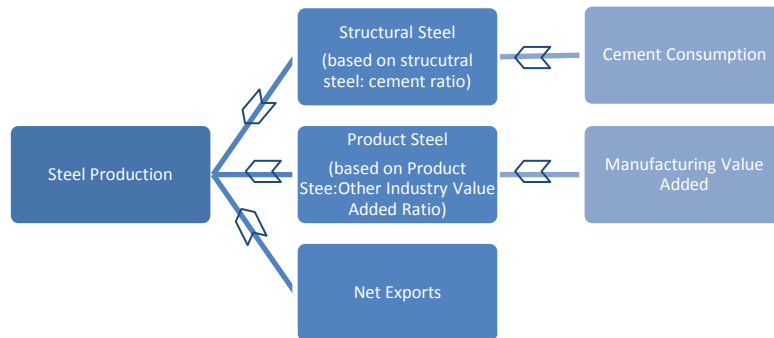 Steel Production
Structural Steel
(based on strucutral
steel: cement ratio)
Product Steel
(based on Product
Stee:Other Industry Value
Added Ratio)
Net Exports
Cement Consumption
Manufacturing Value
Added